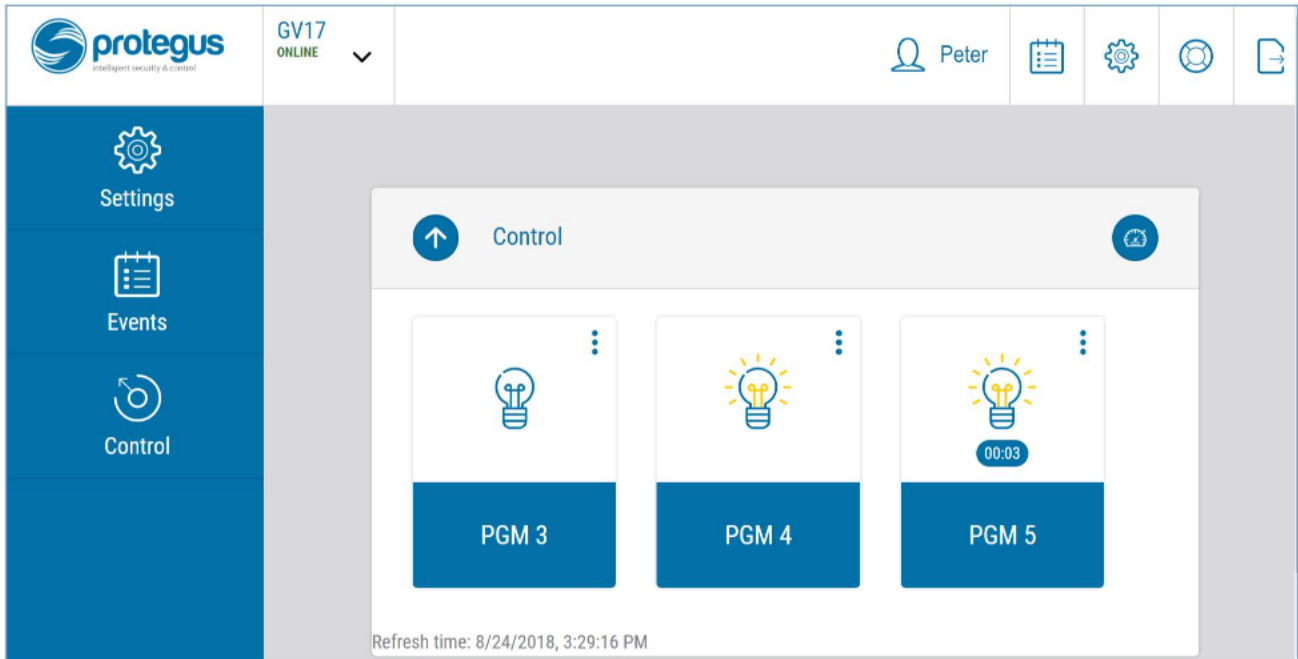 protegus
intelligent security & control
GV17
ONLINE
Peter
Settings
Events
Control
Control
00:03
PGM 3
PGM 4
PGM 5
Refresh time: 8/24/2018, 3:29:16 PM